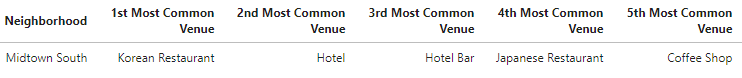 Neighborhood 1st Most Common Venue 2nd Most Common Venue 3rd Most Common Venue 4th Most Common Venue 5th Most Common Venue
Midtown South Korean Restaurant Hotel Hotel Bar Japanese Restaurant Coffee Shop